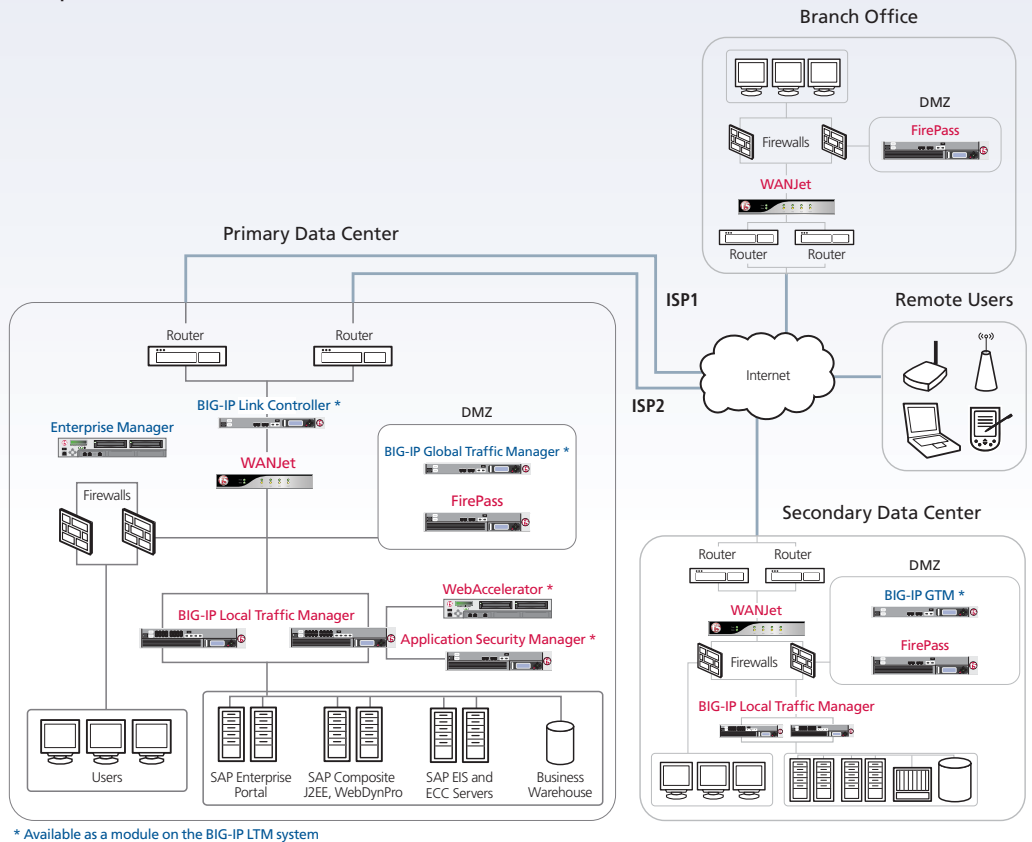 Branch Office
DMZ
FirePass
Firewalls
WANJet
Router
Router
Primary Data Center
ISP1
ISP2
Internet
Remote Users
Router
Router
BIG-IP Link Controller *
Enterprise Manager
WANJet
DMZ
BIG-IP Global Traffic Manager *
FirePass
Firewalls
BIG-IP Local Traffic Manager
WebAccelerator *
Application Security Manager *
Users
SAP Enterprise
Portal
SAP Composite
J2EE, WebDynPro
SAP EIS and
ECC Servers
Business
Warehouse
Secondary Data Center
Router
Router
DMZ
BIG-IP GTM *
WANJet
FirePass
Firewalls
BIG-IP Local Traffic Manager
* Available as a module on the BIG-IP LTM system